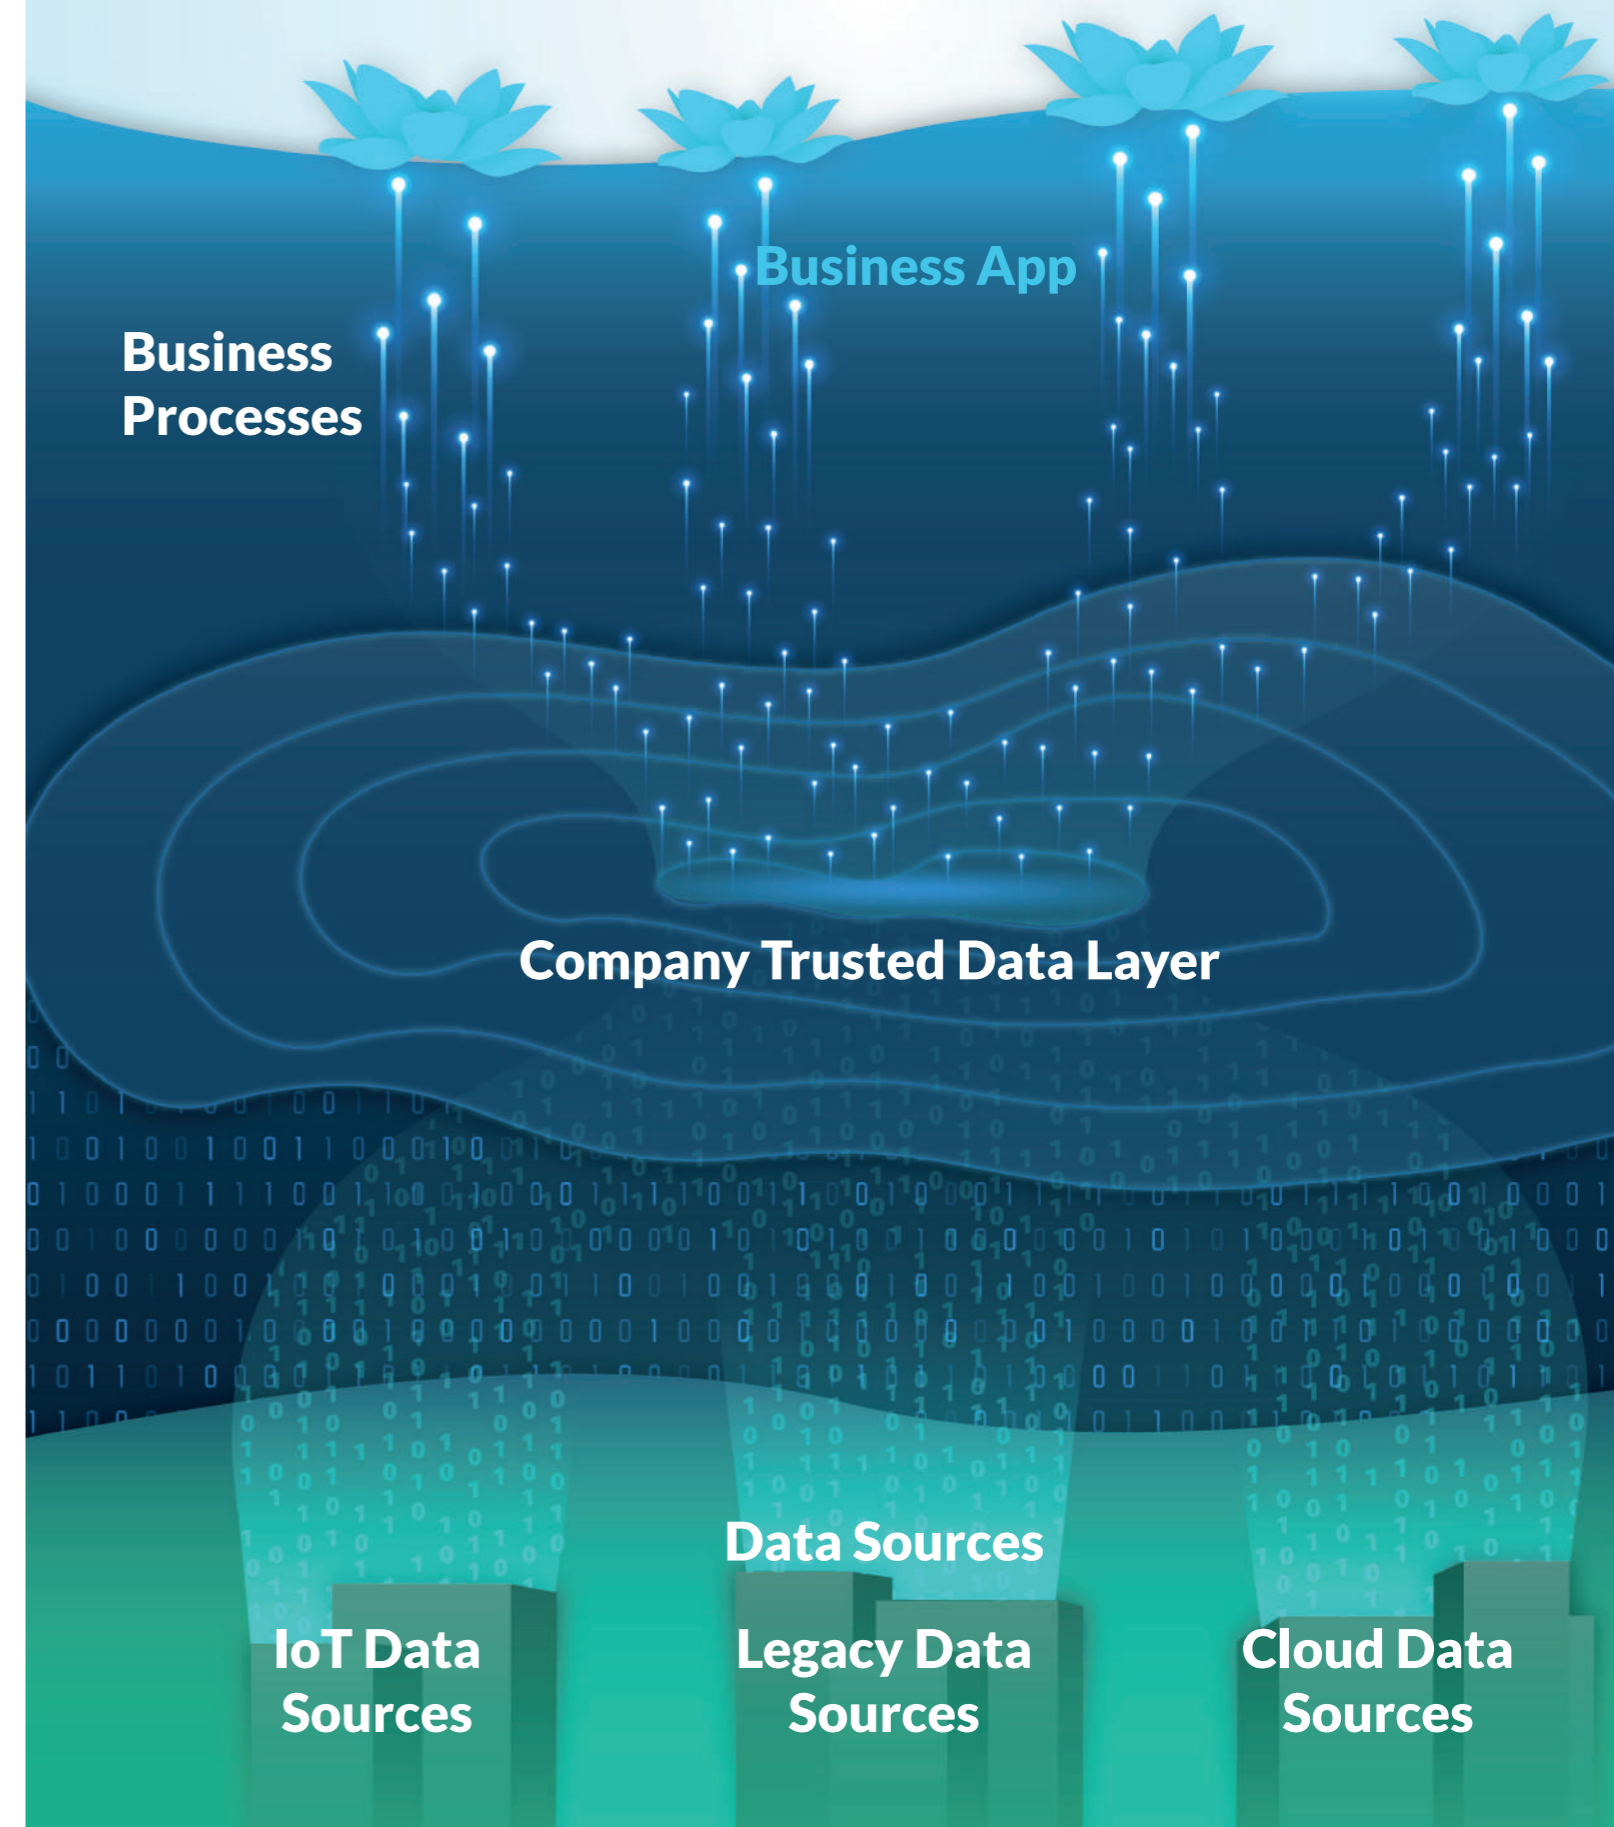 Business App
Business
Processes
Company Trusted Data Layer
Data Sources
IoT Data
Sources
Legacy Data
Sources
Cloud Data
Sources